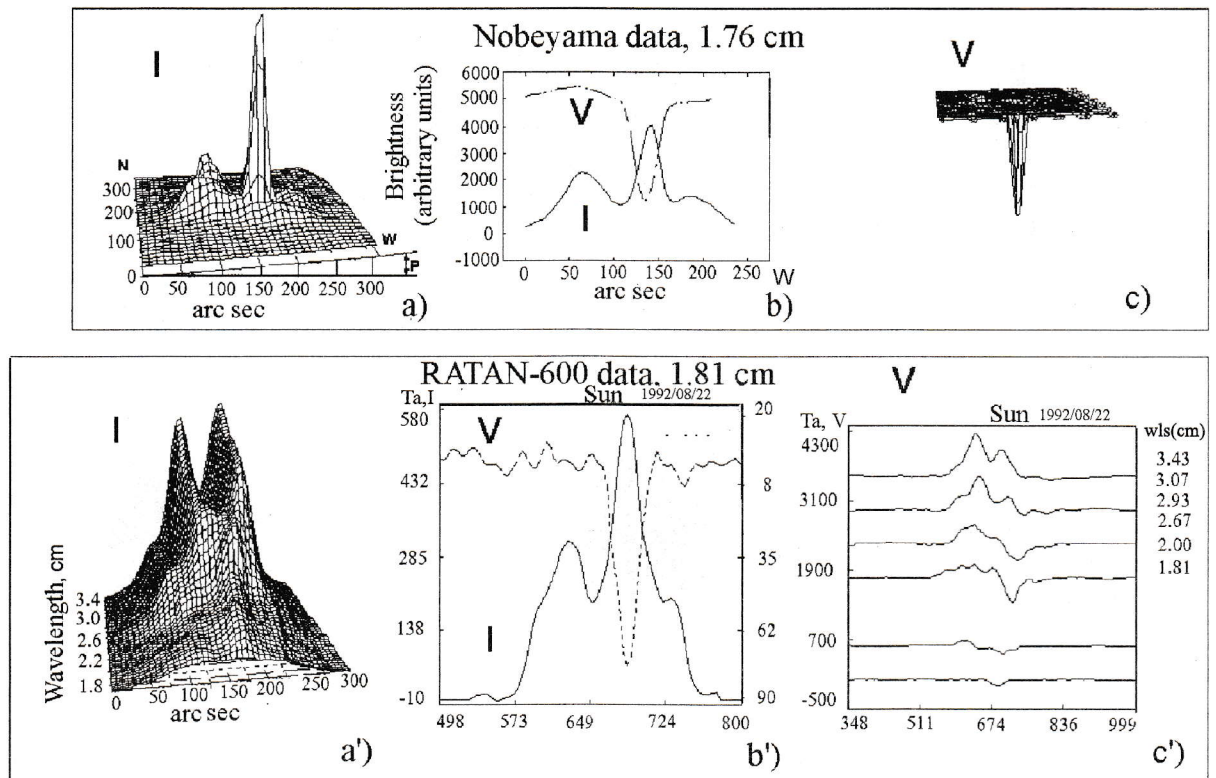 Nobeyama data, 1.76 cm
I
N
300
200
100
0
W
P
0 50 100 150 200 250 300
arc sec
a)
Brightness
(arbitrary units)
6000
5000
4000
3000
2000
1000
0
-1000
V
I
0 50 100 150 200 250
W
arc sec
b)
V
c)
RATAN-600 data, 1.81 cm
I
Wavelength, cm
3.4
3.0
2.6
2.2
1.8
0 50 100 150 200 250 300
arc sec
a')
Ta,I
Sun 1992/08/22
580
432
285
138
-10
V
I
20
8
35
62
90
498 573 649 724 800
b')
V
Ta, V
Sun 1992/08/22
wls(cm)
4300
3100
1900
700
-500
3.43
3.07
2.93
2.67
2.00
1.81
348 511 674 836 999
c')